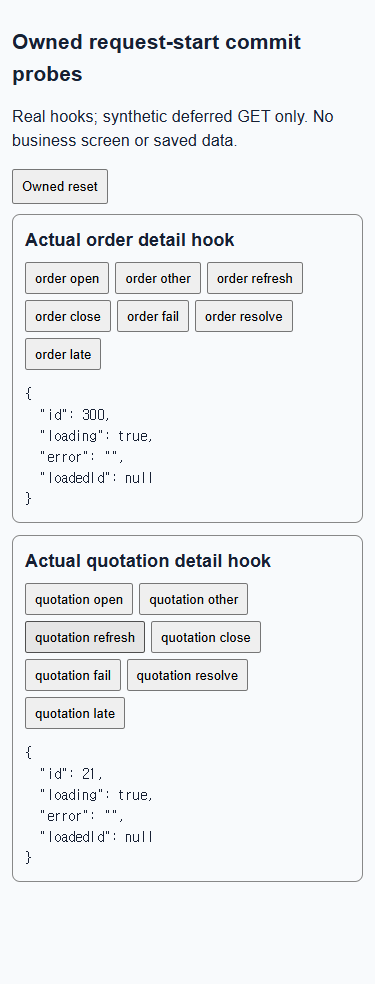 Owned request-start commit
probes
Real hooks; synthetic deferred GET only. No
business screen or saved data.
Owned reset
Actual order detail hook
order open order other order refresh
order close order fail order resolve
order late
{
"id": 300,
"loading": true,
"error": "",
"loadedId": null
}
Actual quotation detail hook
quotation open quotation other
quotation refresh quotation close
quotation fail quotation resolve
quotation late
{
"id": 21,
"loading": true,
"error": "",
"loadedId": null
}